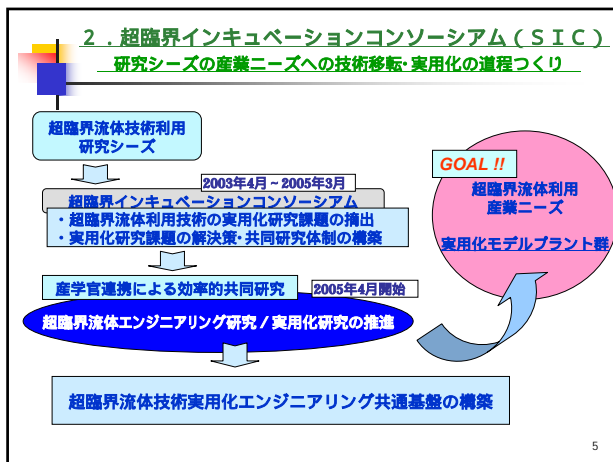 ２．超臨界インキュベーションコンソーシアム（ＳＩＣ）
研究シーズの産業ニーズへの技術移転・実用化の道程つくり
超臨界流体技術利用
研究シーズ
2003年4月～2005年3月
超臨界インキュベーションコンソーシアム
・超臨界流体利用技術の実用化研究課題の摘出
・実用化研究課題の解決策・共同研究体制の構築
GOAL !!
超臨界流体利用
産業ニーズ
実用化モデルプラント群
産学官連携による効率的共同研究
2005年4月開始
超臨界流体エンジニアリング研究／実用化研究の推進
超臨界流体技術実用化エンジニアリング共通基盤の構築
5